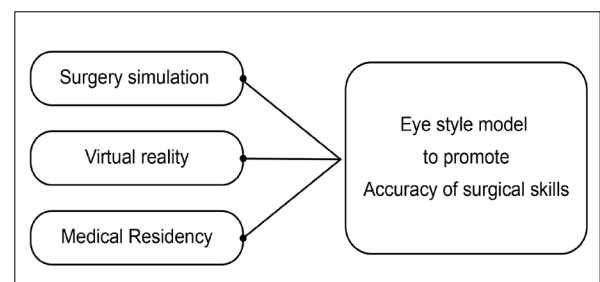 Surgery simulation
Virtual reality
Medical Residency
Eye style model
to promote
Accuracy of surgical skills